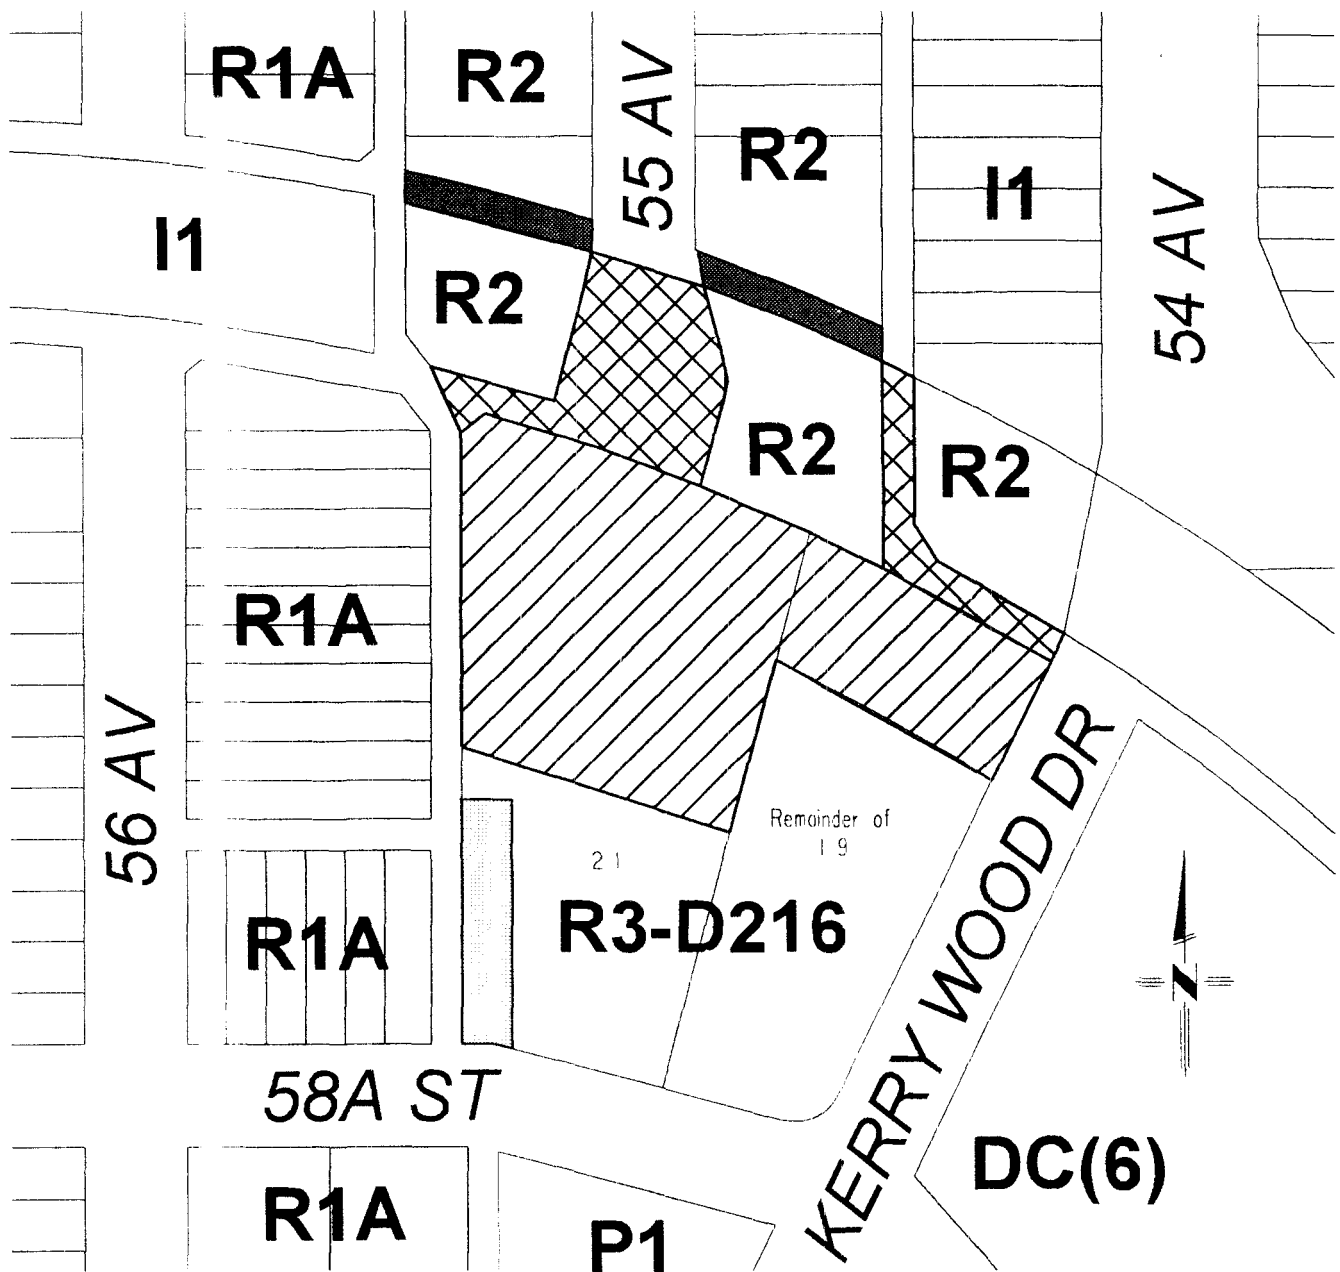 R1A
R2
55 AV
R2
I1
54 AV
I1
R2
R2
R2
R1A
56 AV
Remainder of
19
21
R3-D216
R1A
KERRY WOOD DR
N
58A ST
DC(6)
R1A
P1